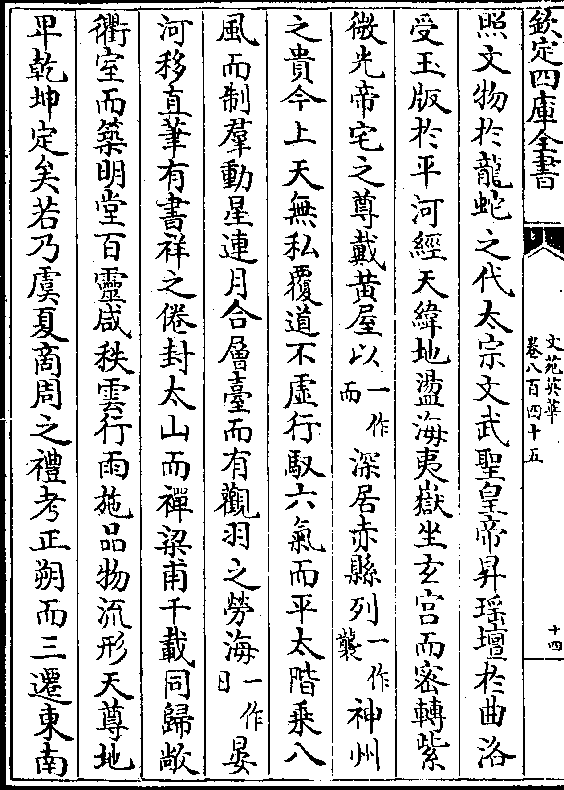 欽定四庫全書
文苑英華
卷八百四十五
十四
照文物於龍蛇之代太宗文武聖皇帝昇瑶壇於曲洛
受玉版於平河經天緯地盪海夷嶽坐玄宮而密轉紫
微光帝宅之尊戴黃屋以一作而深居赤縣列一作襲神州
之貴今上天無私覆道不虛行馭六氣而平太階乘八
風而制羣動星連月合層臺而有觀羽之勞海一作日晏
河移直筆有書祥之倦封太山而禪梁甫千載同歸敞
衢室而築明堂百靈咸秩雲行雨施品物流形天尊地
卑乾坤定矣若乃虞夏商周之禮考正朔而三遷東南